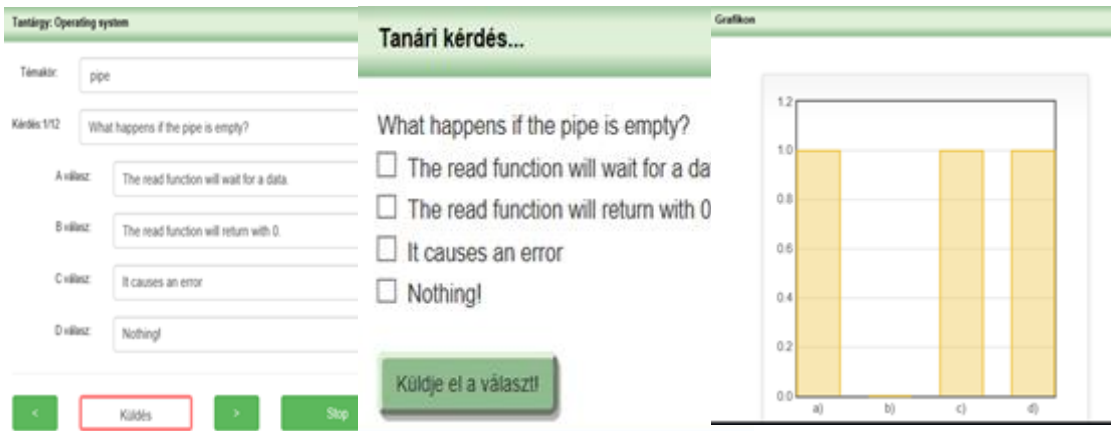 Tantárgy: Operating system
Témakör: pipe
Kérdés:1/12 What happens if the pipe is empty?
A válasz: The read function will wait for a data.
B válasz: The read function will return with 0.
C válasz: It causes an error
D válasz: Nothing!
< Küldés > Stop
Tanári kérdés...
What happens if the pipe is empty?
The read function will wait for a da
The read function will return with 0
It causes an error
Nothing!
Küldje el a választ!
Grafikon
1.2
1.0
0.8
0.6
0.4
0.2
0.0
a) b) c) d)